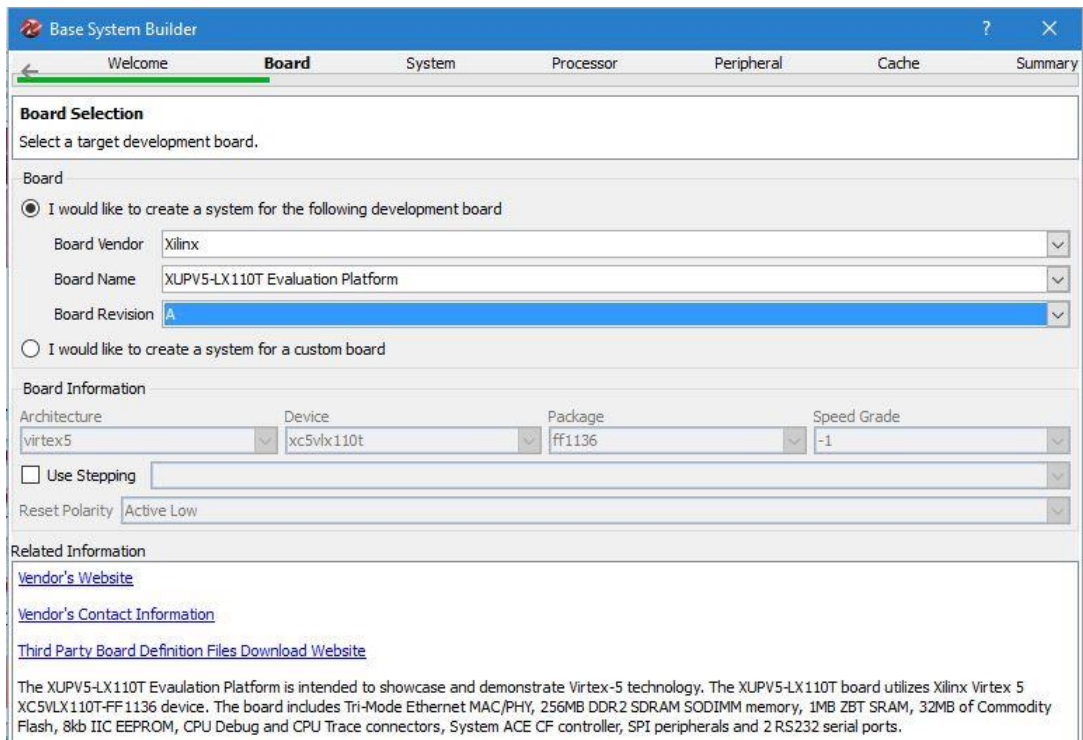 Base System Builder ? ×
Welcome Board System Processor Peripheral Cache Summary
Board Selection
Select a target development board.
Board
I would like to create a system for the following development board
Board Vendor Xilinx
Board Name XUPV5-LX110T Evaluation Platform
Board Revision A
I would like to create a system for a custom board
Board Information
Architecture Device Package Speed Grade
virtex5 xc5vlx110t ff1136 -1
Use Stepping
Reset Polarity Active Low
Related Information
Vendor's Website
Vendor's Contact Information
Third Party Board Definition Files Download Website
The XUPV5-LX110T Evaulation Platform is intended to showcase and demonstrate Virtex-5 technology. The XUPV5-LX110T board utilizes Xilinx Virtex 5
XC5VLX110T-FF1136 device. The board includes Tri-Mode Ethernet MAC/PHY, 256MB DDR2 SDRAM SODIMM memory, 1MB ZBT SRAM, 32MB of Commodity
Flash, 8kb IIC EEPROM, CPU Debug and CPU Trace connectors, System ACE CF controller, SPI peripherals and 2 RS232 serial ports.